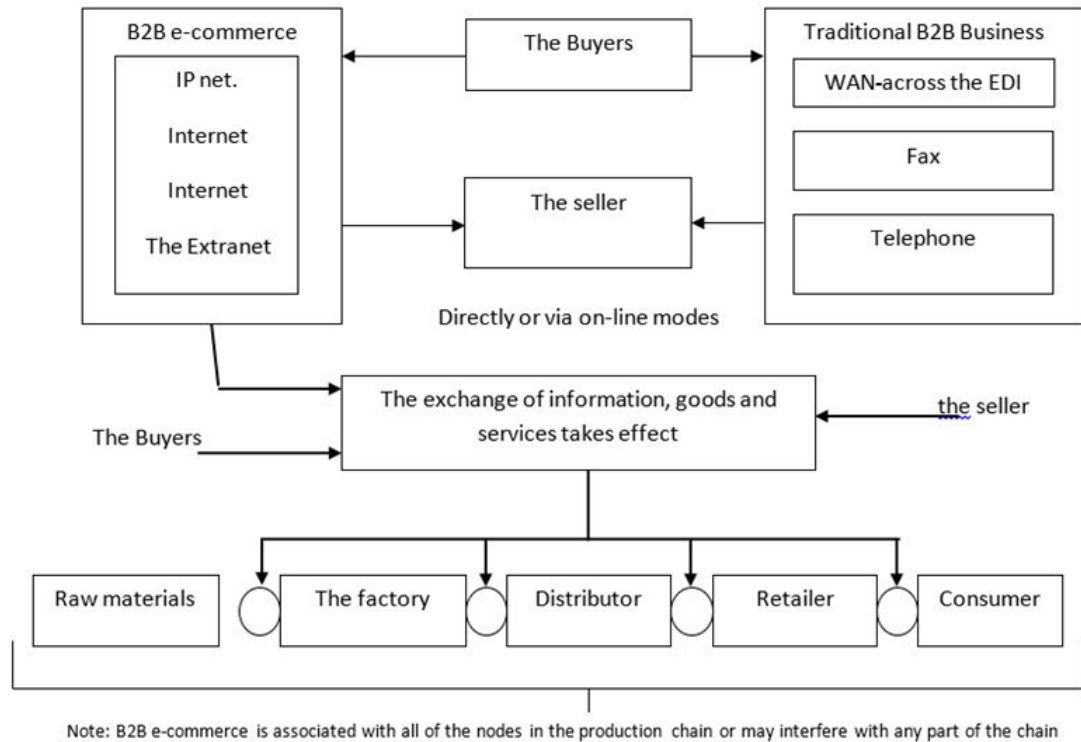 B2B e-commerce
IP net.
Internet
Internet
The Extranet
The Buyers
The seller
Traditional B2B Business
WAN-across the EDI
Fax
Telephone
Directly or via on-line modes
The exchange of information, goods and
services takes effect
The Buyers
the seller
Raw materials
The factory
Distributor
Retailer
Consumer
Note: B2B e-commerce is associated with all of the nodes in the production chain or may interfere with any part of the chain